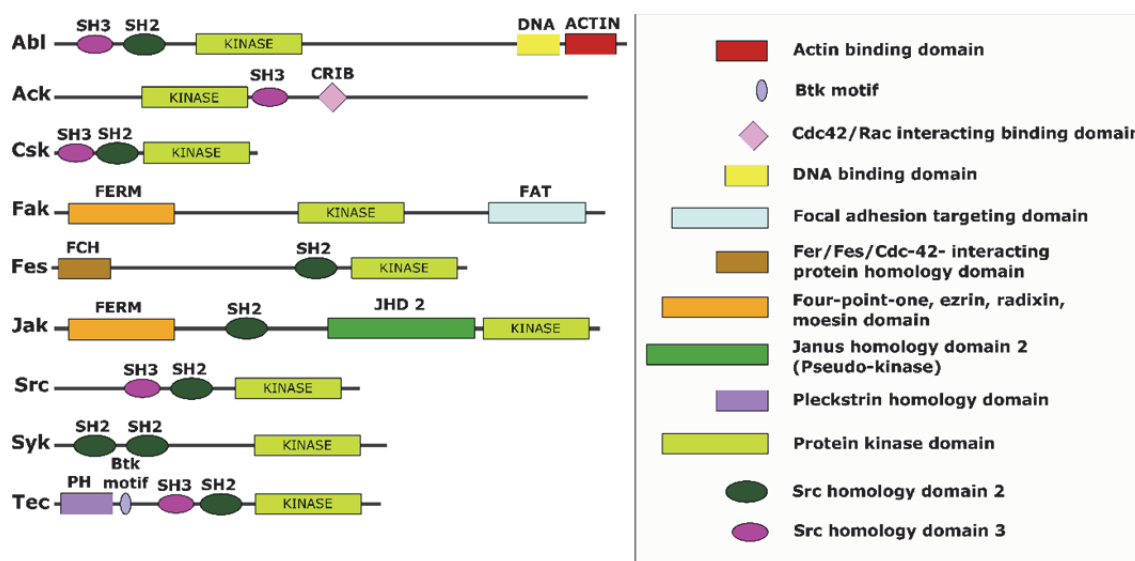 SH3 SH2 DNA ACTIN
Abl KINASE
SH3 CRIB
Ack KINASE
SH3 SH2
Csk KINASE
FERM FAT
Fak KINASE
FCH SH2
Fes KINASE
FERM SH2 JHD 2
Jak KINASE
SH3 SH2
Src KINASE
SH2 SH2
Syk KINASE
Btk
PH motif SH3 SH2
Tec KINASE
Actin binding domain
Btk motif
Cdc42/Rac interacting binding domain
DNA binding domain
Focal adhesion targeting domain
Fer/Fes/Cdc-42- interacting
protein homology domain
Four-point-one, ezrin, radixin,
moesin domain
Janus homology domain 2
(Pseudo-kinase)
Pleckstrin homology domain
Protein kinase domain
Src homology domain 2
Src homology domain 3